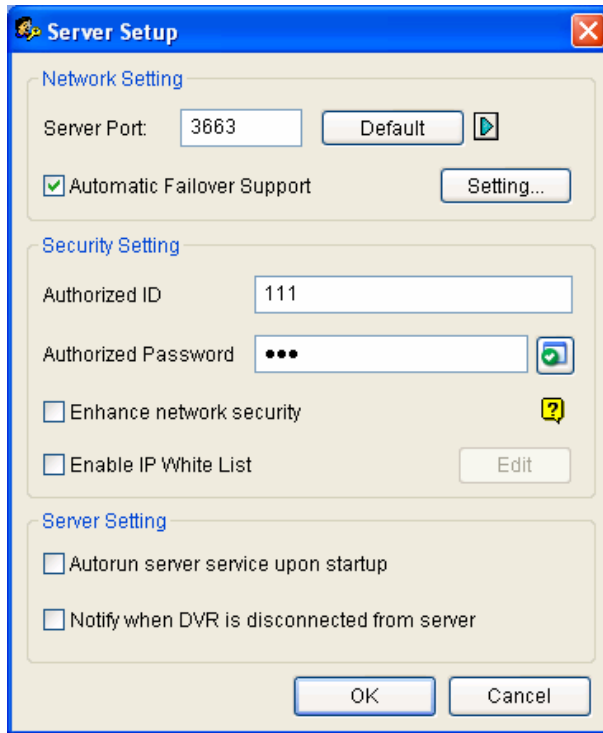 Server Setup
Network Setting
Server Port: 3663 Default
Automatic Failover Support Setting...
Security Setting
Authorized ID 111
Authorized Password •••
Enhance network security ?
Enable IP White List Edit
Server Setting
Autorun server service upon startup
Notify when DVR is disconnected from server
OK Cancel